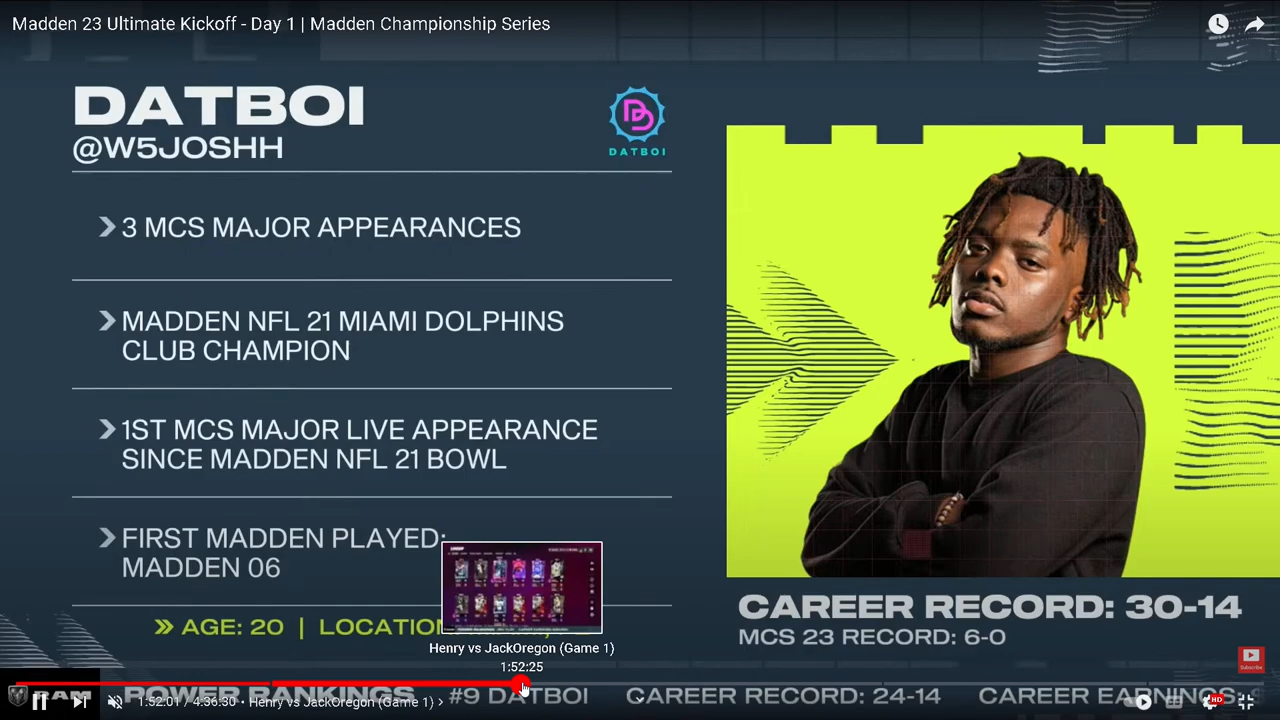 Madden 23 Ultimate Kickoff - Day 1 | Madden Championship Series
DATBOI
@W5JOSHH
DATBOI
3 MCS MAJOR APPEARANCES
MADDEN NFL 21 MIAMI DOLPHINS
CLUB CHAMPION
1ST MCS MAJOR LIVE APPEARANCE
SINCE MADDEN NFL 21 BOWL
FIRST MADDEN PLAYED:
MADDEN 06
AGE: 20 | LOCATION
CAREER RECORD: 30-14
MCS 23 RECORD: 6-0
Henry vs JackOregon (Game 1)
1:52:25
Subscribe
RAM POWER RANKINGS #9 DATBOI CAREER RECORD: 24-14 CAREER EARNINGS:
1:52:01 / 4:36:30 • Henry vs JackOregon (Game 1)
HD